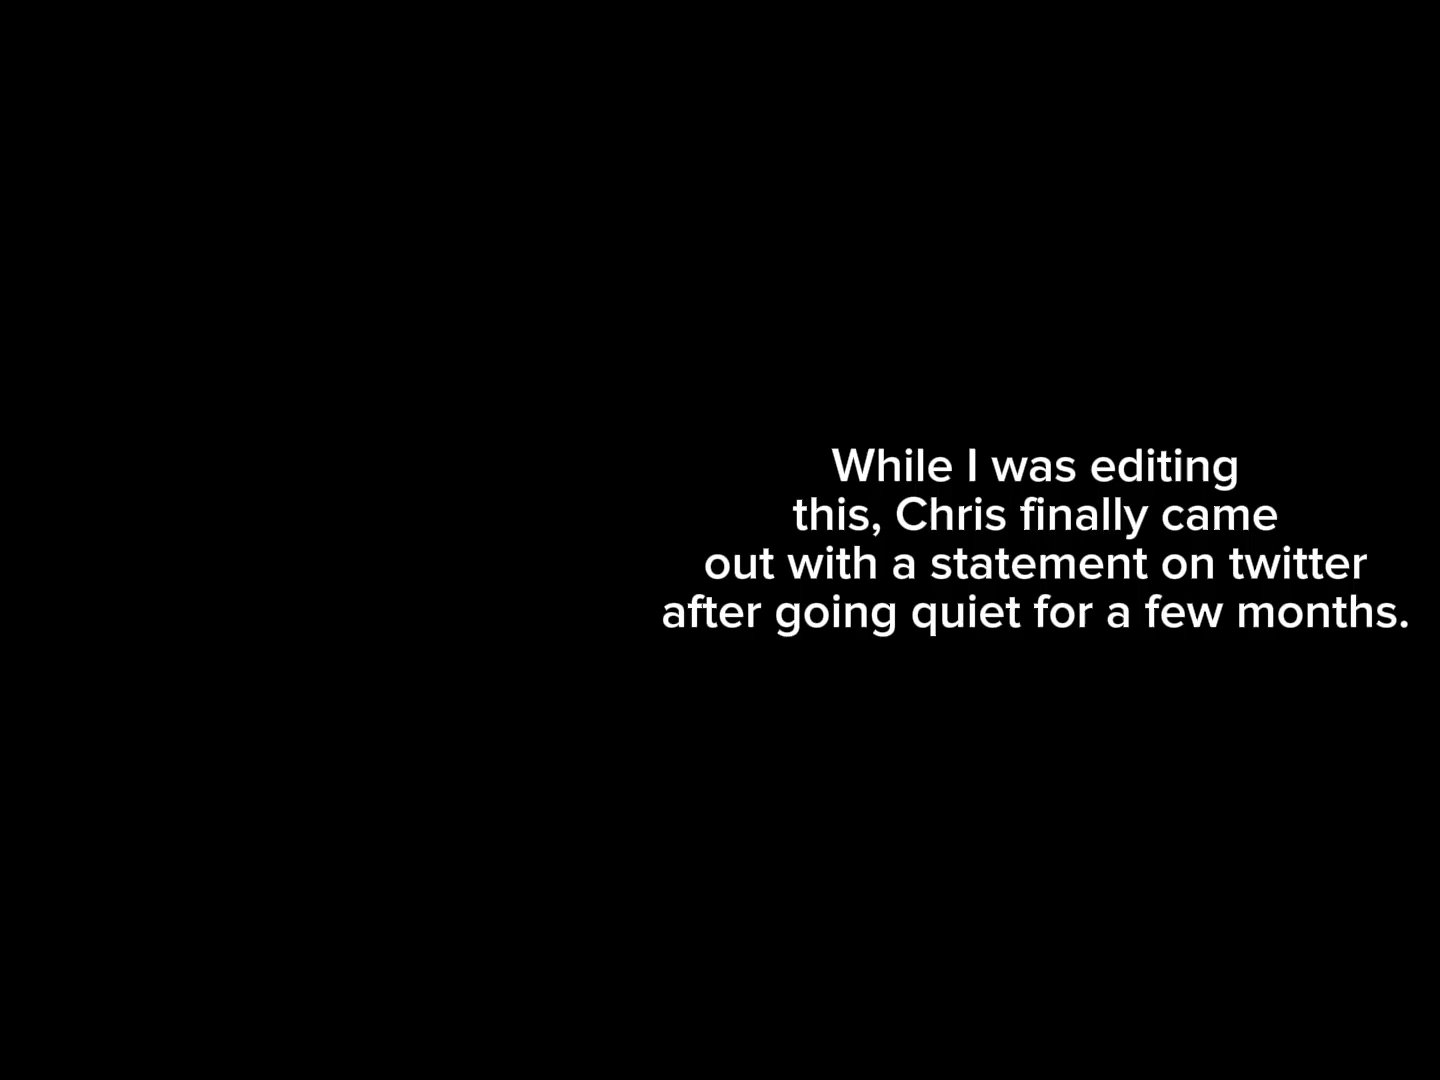 While I was editing
this, Chris finally came
out with a statement on twitter
after going quiet for a few months.